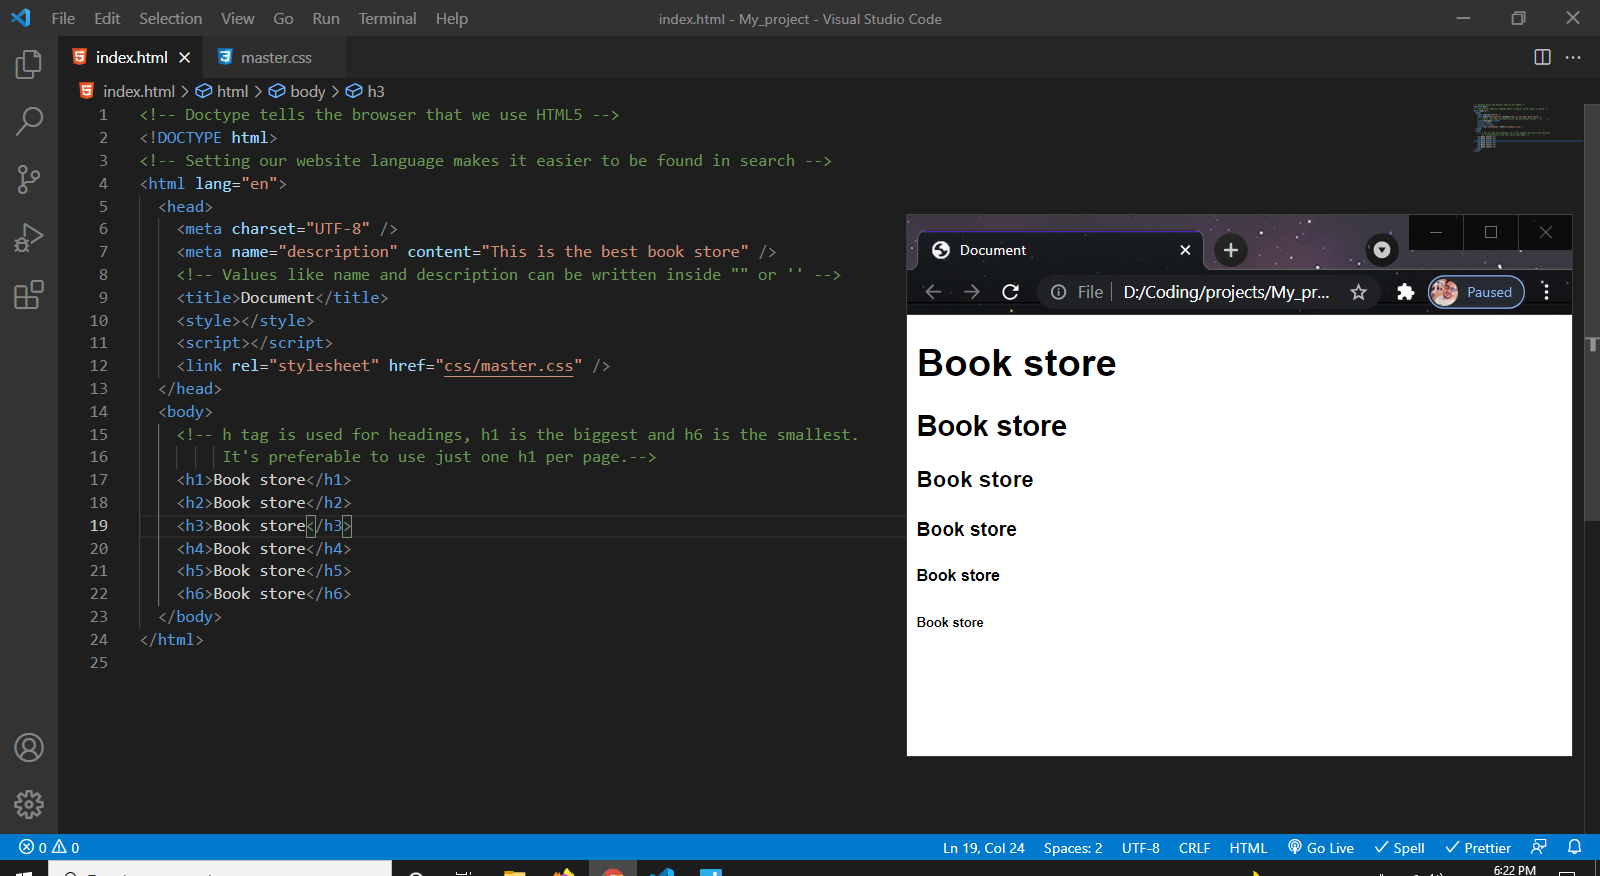 File Edit Selection View Go Run Terminal Help
index.html - My_project - Visual Studio Code
index.html master.css
index.html > html > body > h3
1 <!-- Doctype tells the browser that we use HTML5 -->
2 <!DOCTYPE html>
3 <!-- Setting our website language makes it easier to be found in search -->
4 <html lang="en">
5 <head>
6 <meta charset="UTF-8" />
7 <meta name="description" content="This is the best book store" />
8 <!-- Values like name and description can be written inside "" or '' -->
9 <title>Document</title>
10 <style></style>
11 <script></script>
12 <link rel="stylesheet" href="css/master.css" />
13 </head>
14 <body>
15 <!-- h tag is used for headings, h1 is the biggest and h6 is the smallest.
16 It's preferable to use just one h1 per page.-->
17 <h1>Book store</h1>
18 <h2>Book store</h2>
19 <h3>Book store</h3>
20 <h4>Book store</h4>
21 <h5>Book store</h5>
22 <h6>Book store</h6>
23 </body>
24 </html>
25
Document
File D:/Coding/projects/My_pr... Paused
Book store
Book store
Book store
Book store
Book store
Book store
0 0 Ln 19, Col 24 Spaces: 2 UTF-8 CRLF HTML Go Live Spell Prettier
6:22 PM